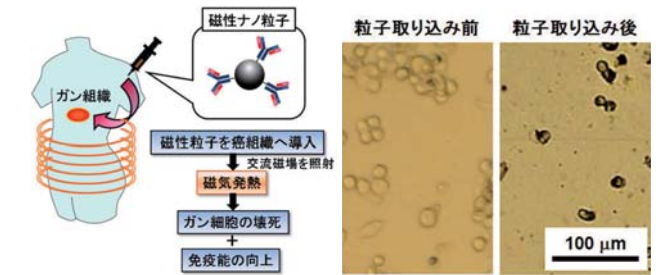 磁性ナノ粒子
ガン組織
磁性粒子を癌組織へ導入
交流磁場を照射
磁気発熱
ガン細胞の壊死
+
免疫能の向上
粒子取り込み前
粒子取り込み後
100 μm